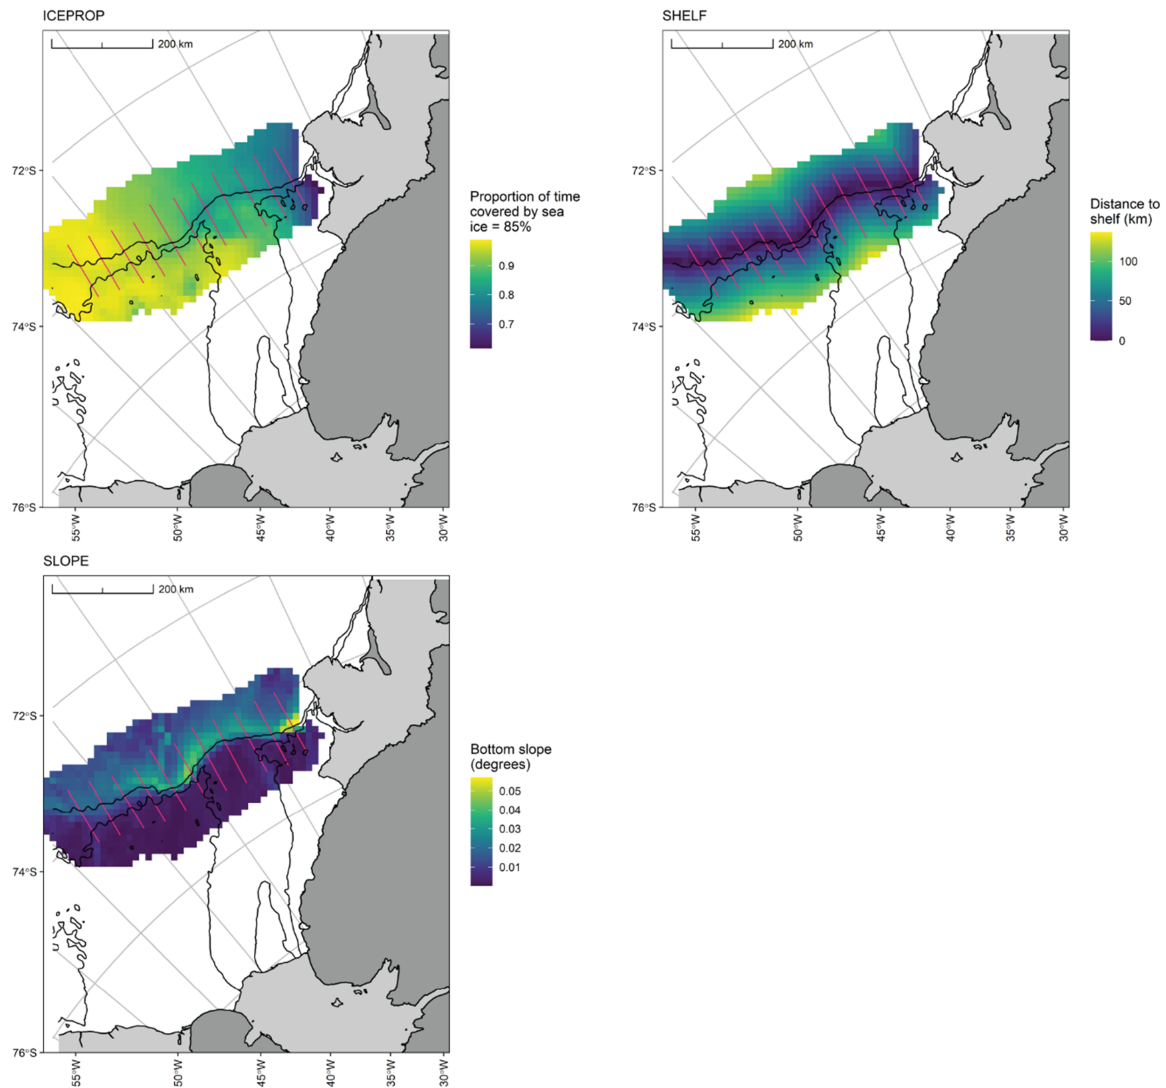 ICEPROP
200 km
72°S
74°S
76°S
55°W
50°W
45°W
40°W
35°W
30°W
Proportion of time
covered by sea
ice = 85%
0.9
0.8
0.7
SHELF
200 km
72°S
74°S
76°S
55°W
50°W
45°W
40°W
35°W
30°W
Distance to
shelf (km)
100
50
0
SLOPE
200 km
72°S
74°S
76°S
55°W
50°W
45°W
40°W
35°W
30°W
Bottom slope
(degrees)
0.05
0.04
0.03
0.02
0.01